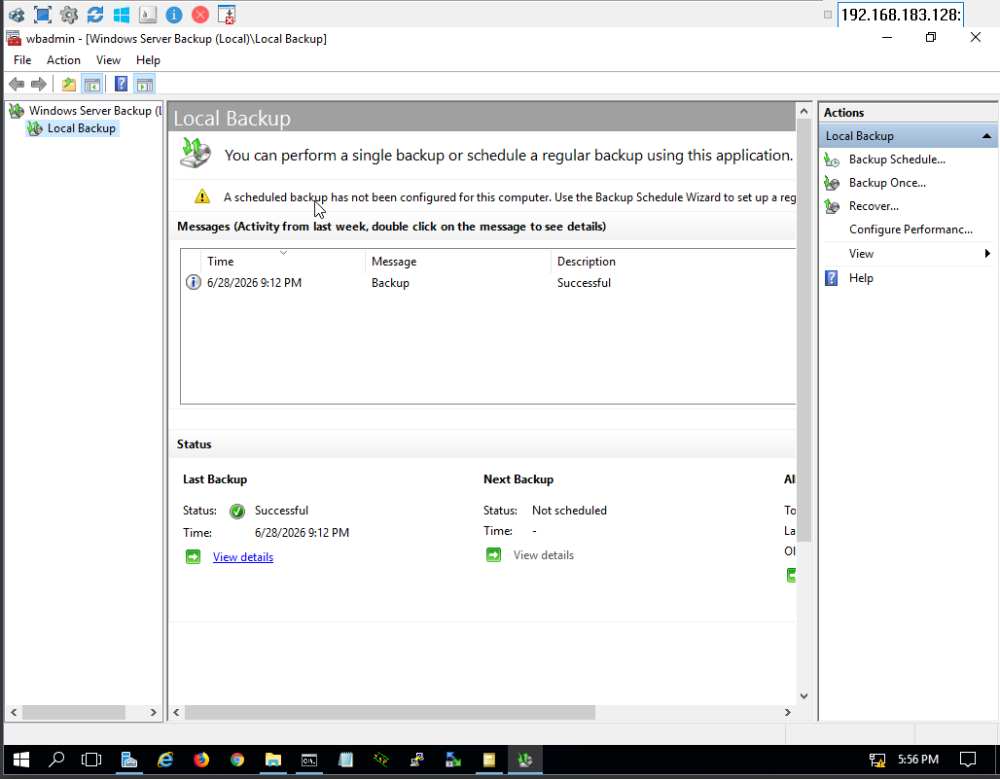 192.168.183.128:
wbadmin - [Windows Server Backup (Local)\Local Backup]
File Action View Help
Windows Server Backup (L
Local Backup
Local Backup
You can perform a single backup or schedule a regular backup using this application.
A scheduled backup has not been configured for this computer. Use the Backup Schedule Wizard to set up a reg
Messages (Activity from last week, double click on the message to see details)
Time Message Description
6/28/2026 9:12 PM Backup Successful
Status
Last Backup
Status: Successful
Time: 6/28/2026 9:12 PM
View details
Next Backup
Status: Not scheduled
Time: -
View details
Al
To
La
Ol
Actions
Local Backup
Backup Schedule...
Backup Once...
Recover...
Configure Performanc...
View
Help
5:56 PM